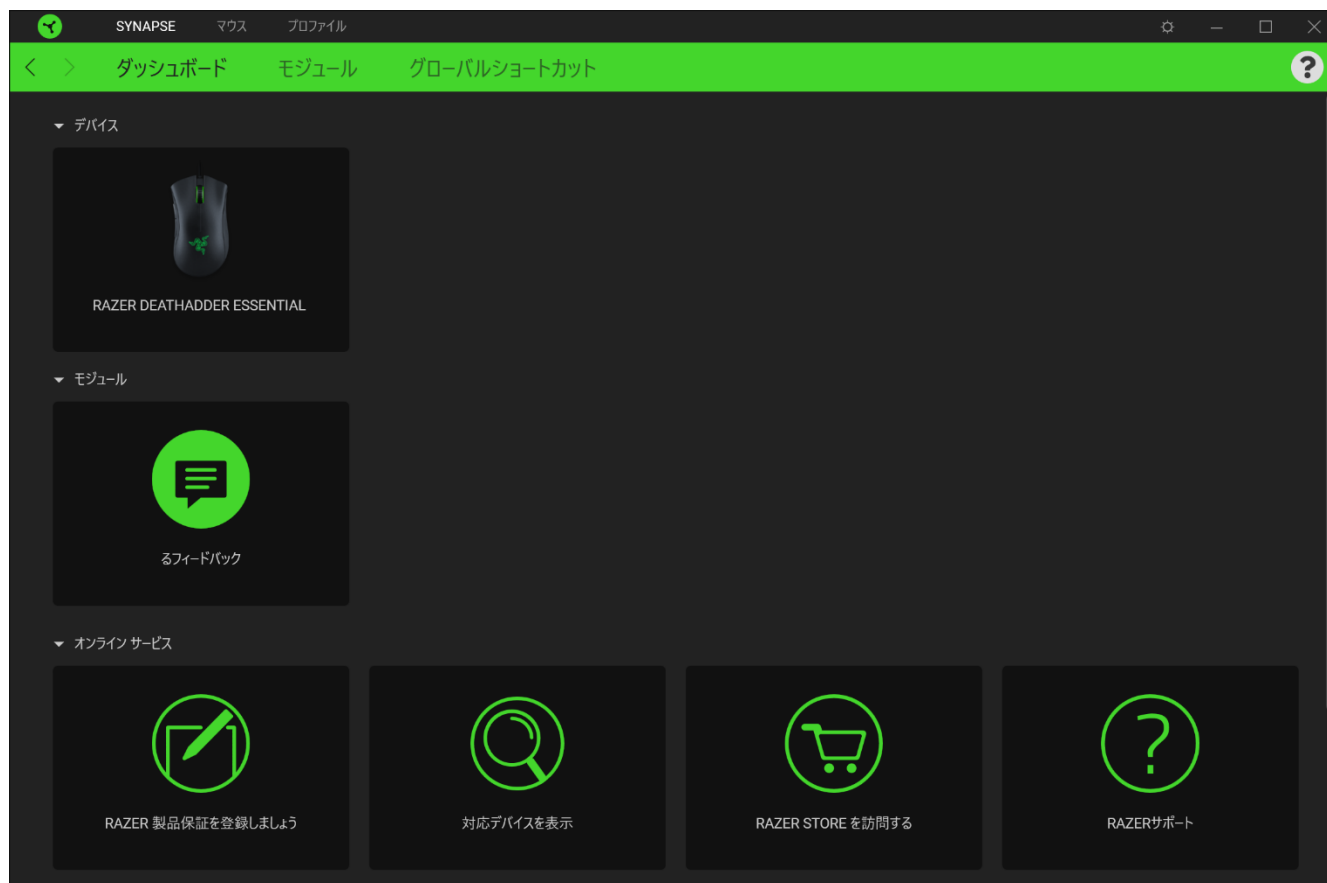 SYNAPSE マウス プロファイル
ダッシュボード モジュール グローバルショートカット
デバイス
RAZER DEATHADDER ESSENTIAL
モジュール
るフィードバック
オンライン サービス
RAZER 製品保証を登録しましょう
対応デバイスを表示
RAZER STORE を訪問する
RAZERサポート